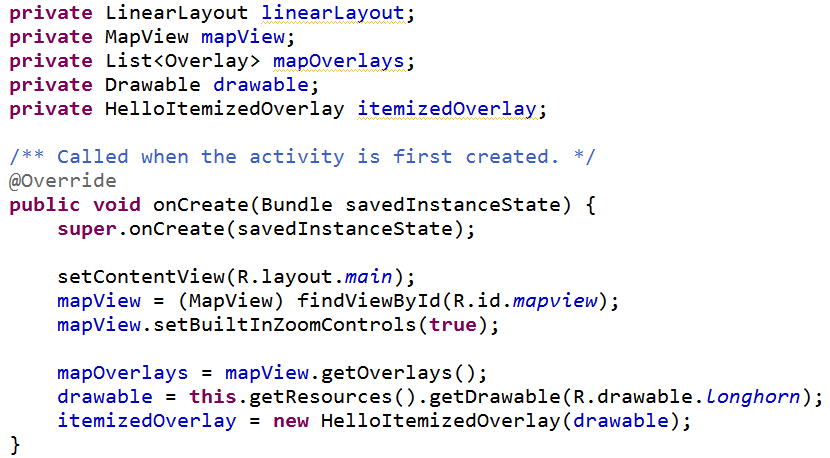 private LinearLayout linearLayout;
private MapView mapView;
private List<Overlay> mapOverlays;
private Drawable drawable;
private HelloItemizedOverlay itemizedOverlay;

/** Called when the activity is first created. */
@Override
public void onCreate(Bundle savedInstanceState) {
    super.onCreate(savedInstanceState);

    setContentView(R.layout.main);
    mapView = (MapView) findViewById(R.id.mapview);
    mapView.setBuiltInZoomControls(true);

    mapOverlays = mapView.getOverlays();
    drawable = this.getResources().getDrawable(R.drawable.longhorn);
    itemizedOverlay = new HelloItemizedOverlay(drawable);
}